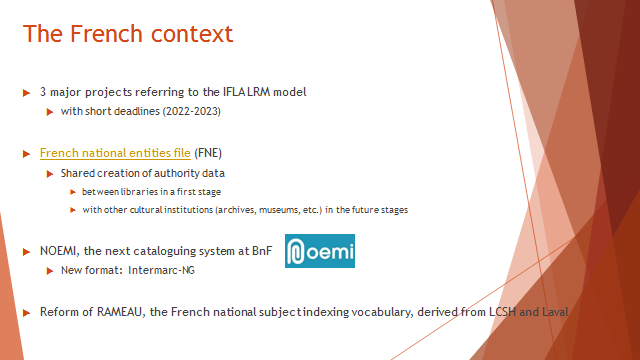 The French context
3 major projects referring to the IFLA LRM model
with short deadlines (2022-2023)
French national entities file (FNE)
Shared creation of authority data
between libraries in a first stage
with other cultural institutions (archives, museums, etc.) in the future stages
NOEMI, the next cataloguing system at BnF
noemi
New format: Intermarc-NG
Reform of RAMEAU, the French national subject indexing vocabulary, derived from LCSH and Laval